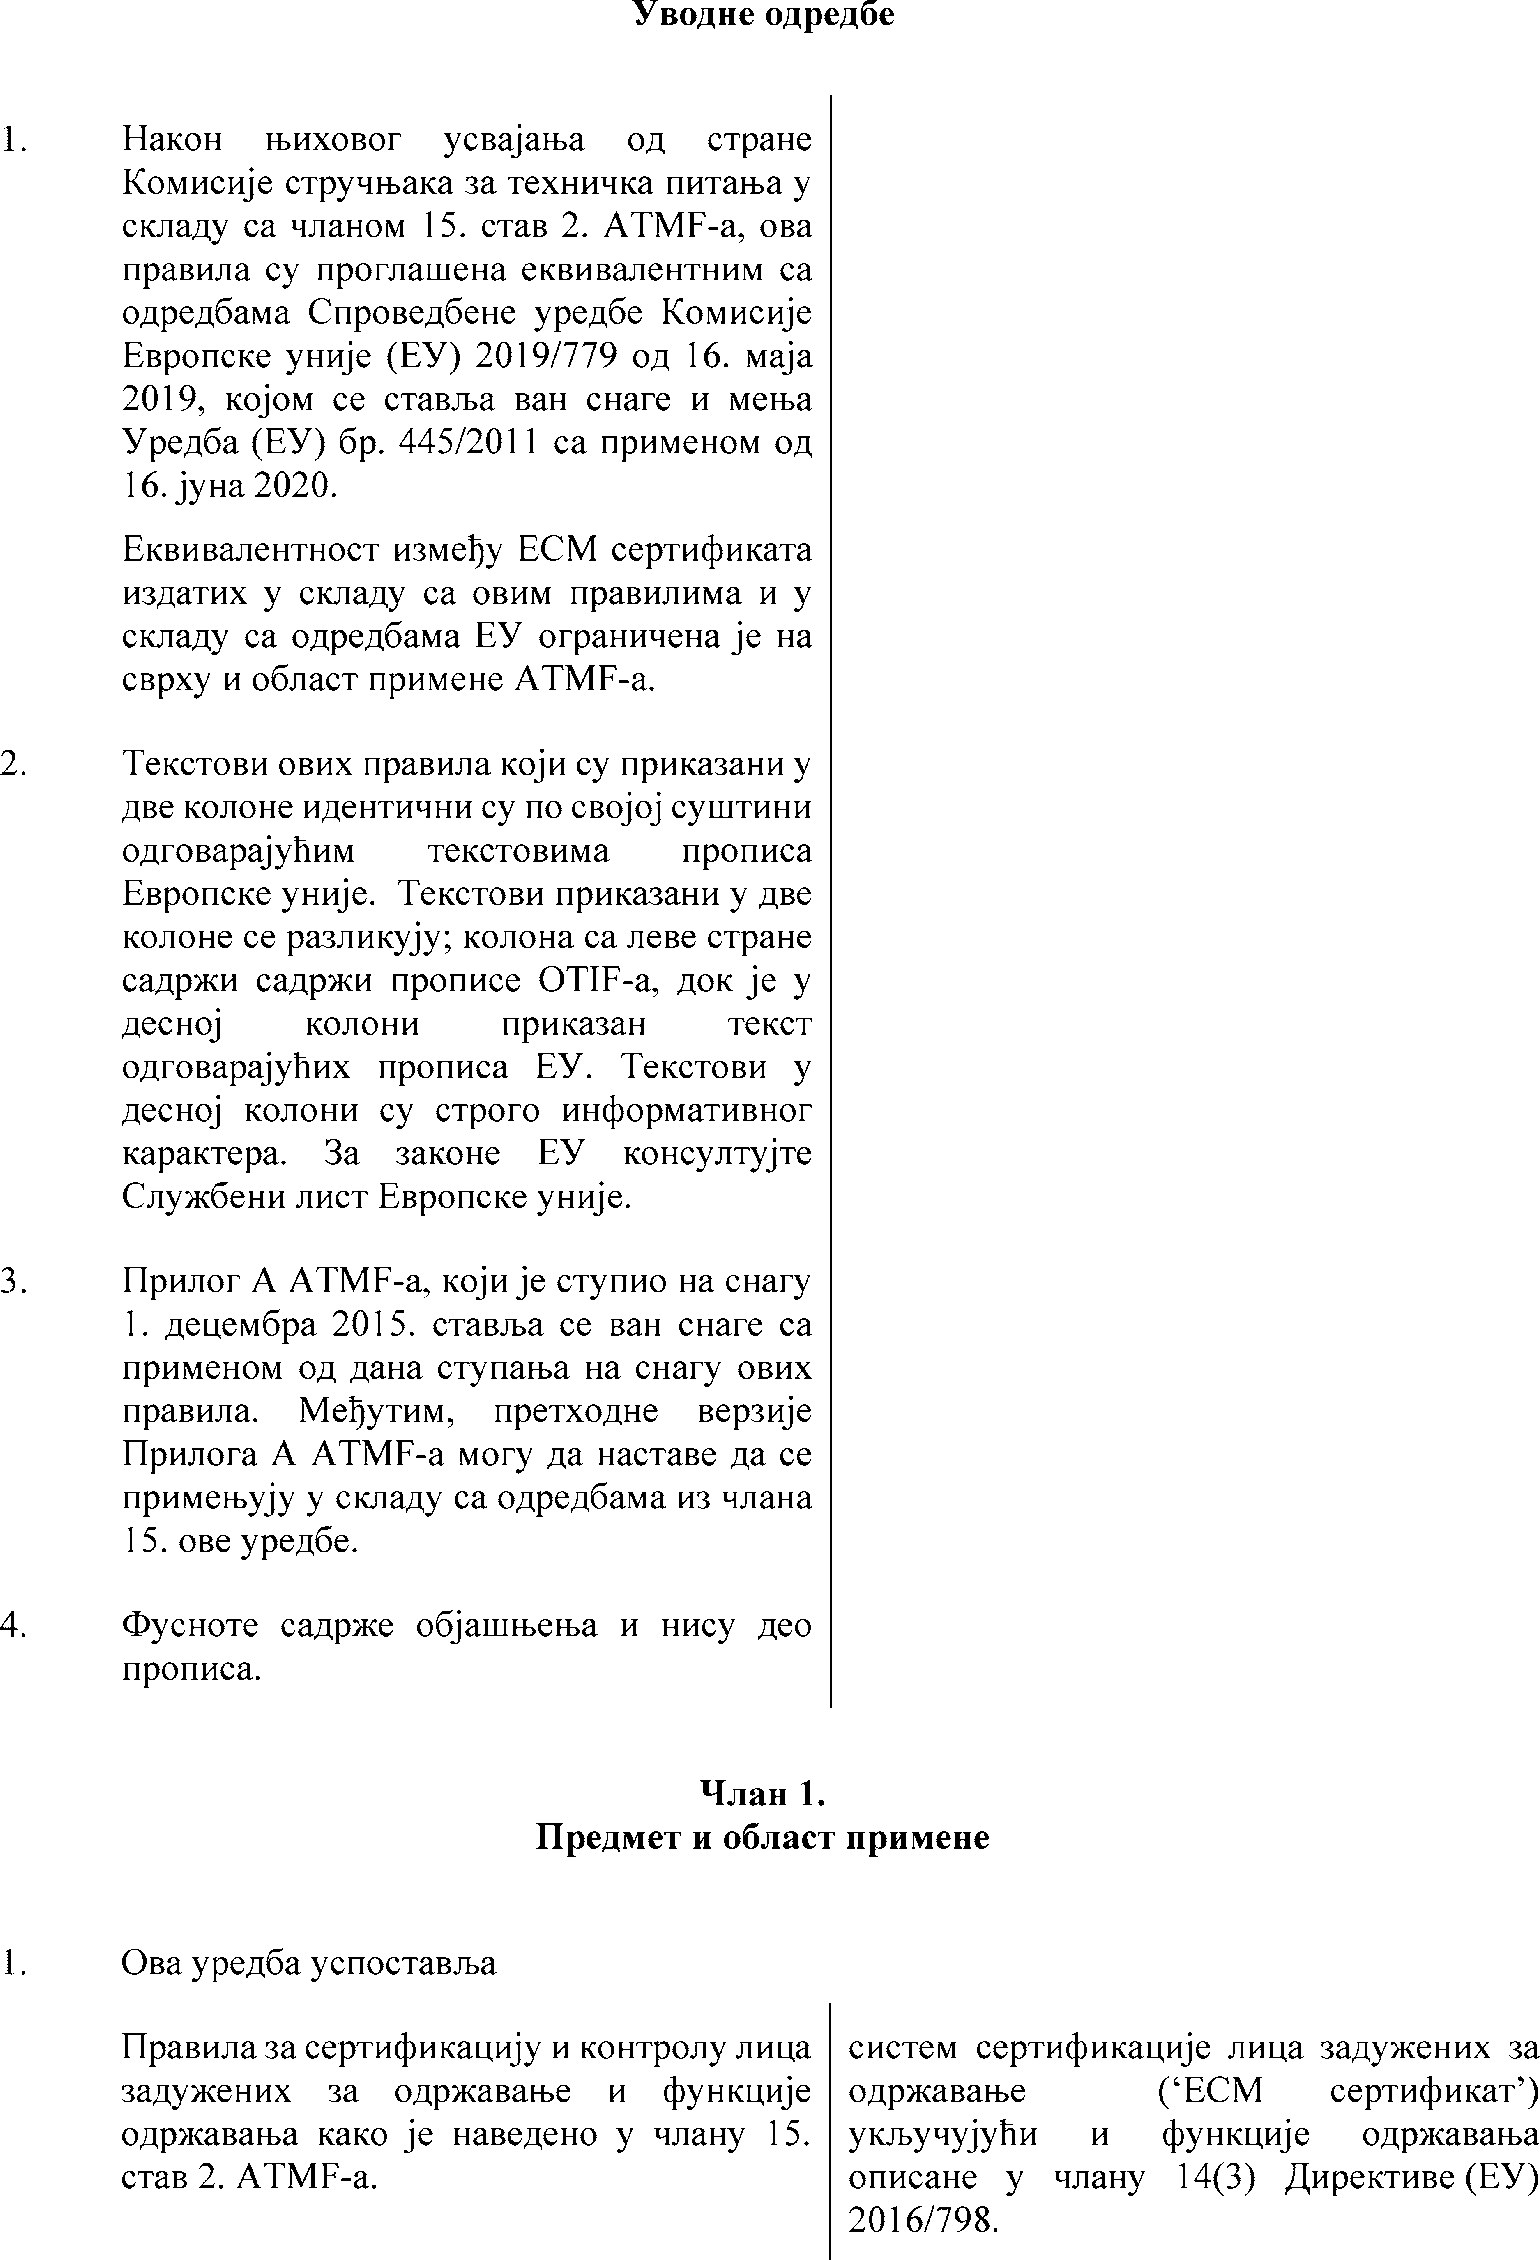 Уводне одредбе
1. Након њиховог усвајања од стране
Комисије стручњака за техничка питања у
складу са чланом 15. став 2. ATMF-а, ова
правила су проглашена еквивалентним са
одредбама Спроведбене уредбе Комисије
Европске уније (ЕУ) 2019/779 од 16. маја
2019, којом се ставља ван снаге и мења
Уредба (ЕУ) бр. 445/2011 са применом од
16. јуна 2020.
Еквивалентност између ECM сертификата
издатих у складу са овим правилима и у
складу са одредбама ЕУ ограничена је на
сврху и област примене ATMF-а.
2. Текстови ових правила који су приказани у
две колоне идентични су по својој суштини
одговарајућим текстовима прописа
Европске уније.  Текстови приказани у две
колоне се разликују; колона са леве стране
садржи садржи прописе OTIF-а, док је у
десној колони приказан текст
одговарајућих прописа ЕУ. Текстови у
десној колони су строго информативног
карактера. За законе ЕУ консултујте
Службени лист Европске уније.
3. Прилог А ATMF-а, који је ступио на снагу
1. децембра 2015. ставља се ван снаге са
применом од дана ступања на снагу ових
правила. Међутим, претходне верзије
Прилога А ATMF-а могу да наставе да се
примењују у складу са одредбама из члана
15. ове уредбе.
4. Фусноте садрже објашњења и нису део
прописа.
Члан 1.
Предмет и област примене
1. Ова уредба успоставља
Правила за сертификацију и контролу лица
задужених за одржавање и функције
одржавања како је наведено у члану 15.
став 2. ATMF-а.
систем сертификације лица задужених за
одржавање (‘ECM сертификат’)
укључујући и функције одржавања
описане у члану 14(3) Директиве (ЕУ)
2016/798.